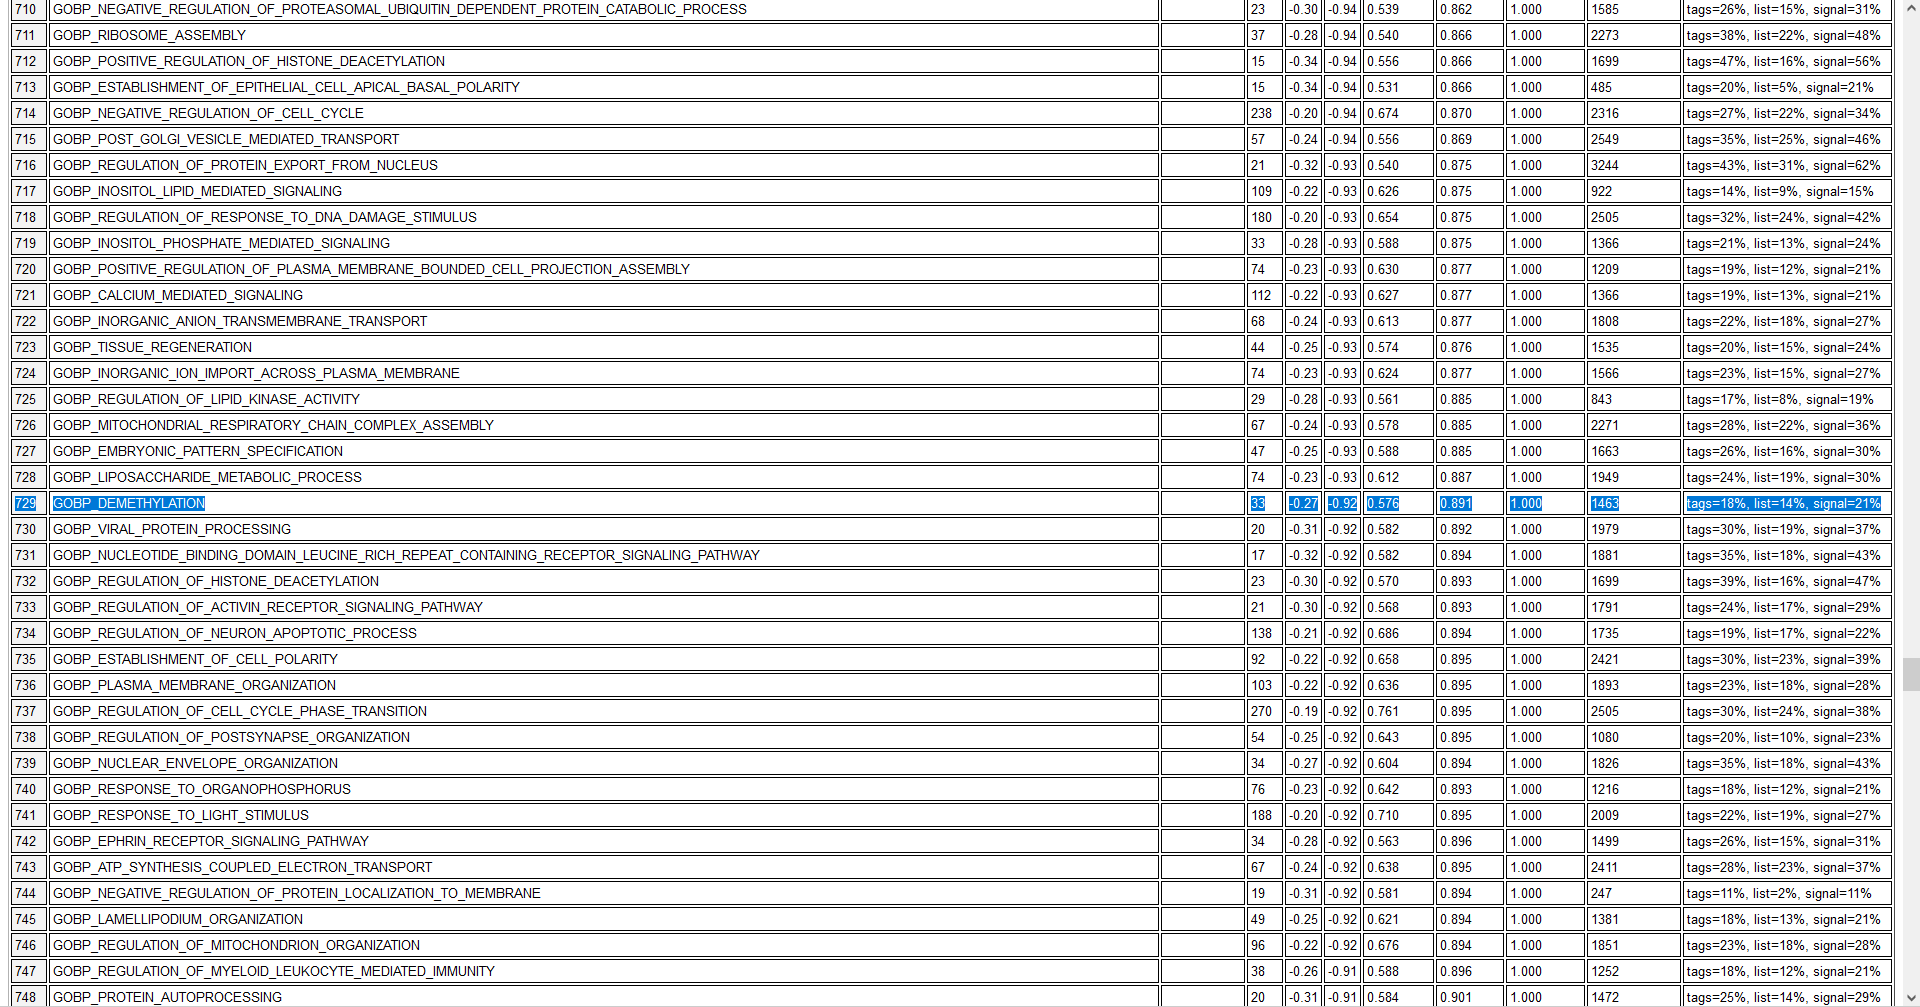 710 GOBP_NEGATIVE_REGULATION_OF_PROTEASOMAL_UBIQUITIN_DEPENDENT_PROTEIN_CATABOLIC_PROCESS 23 -0.30 -0.94 0.539 0.862 1.000 1585 tags=26%, list=15%, signal=31%
711 GOBP_RIBOSOME_ASSEMBLY 37 -0.28 -0.94 0.540 0.866 1.000 2273 tags=38%, list=22%, signal=48%
712 GOBP_POSITIVE_REGULATION_OF_HISTONE_DEACETYLATION 15 -0.34 -0.94 0.556 0.866 1.000 1699 tags=47%, list=16%, signal=56%
713 GOBP_ESTABLISHMENT_OF_EPITHELIAL_CELL_APICAL_BASAL_POLARITY 15 -0.34 -0.94 0.531 0.866 1.000 485 tags=20%, list=5%, signal=21%
714 GOBP_NEGATIVE_REGULATION_OF_CELL_CYCLE 238 -0.20 -0.94 0.674 0.870 1.000 2316 tags=27%, list=22%, signal=34%
715 GOBP_POST_GOLGI_VESICLE_MEDIATED_TRANSPORT 57 -0.24 -0.94 0.556 0.869 1.000 2549 tags=35%, list=25%, signal=46%
716 GOBP_REGULATION_OF_PROTEIN_EXPORT_FROM_NUCLEUS 21 -0.32 -0.93 0.540 0.875 1.000 3244 tags=43%, list=31%, signal=62%
717 GOBP_INOSITOL_LIPID_MEDIATED_SIGNALING 109 -0.22 -0.93 0.626 0.875 1.000 922 tags=14%, list=9%, signal=15%
718 GOBP_REGULATION_OF_RESPONSE_TO_DNA_DAMAGE_STIMULUS 180 -0.20 -0.93 0.654 0.875 1.000 2505 tags=32%, list=24%, signal=42%
719 GOBP_INOSITOL_PHOSPHATE_MEDIATED_SIGNALING 33 -0.28 -0.93 0.588 0.875 1.000 1366 tags=21%, list=13%, signal=24%
720 GOBP_POSITIVE_REGULATION_OF_PLASMA_MEMBRANE_BOUNDED_CELL_PROJECTION_ASSEMBLY 74 -0.23 -0.93 0.630 0.877 1.000 1209 tags=19%, list=12%, signal=21%
721 GOBP_CALCIUM_MEDIATED_SIGNALING 112 -0.22 -0.93 0.627 0.877 1.000 1366 tags=19%, list=13%, signal=21%
722 GOBP_INORGANIC_ANION_TRANSMEMBRANE_TRANSPORT 68 -0.24 -0.93 0.613 0.877 1.000 1808 tags=22%, list=18%, signal=27%
723 GOBP_TISSUE_REGENERATION 44 -0.25 -0.93 0.574 0.876 1.000 1535 tags=20%, list=15%, signal=24%
724 GOBP_INORGANIC_ION_IMPORT_ACROSS_PLASMA_MEMBRANE 74 -0.23 -0.93 0.624 0.877 1.000 1566 tags=23%, list=15%, signal=27%
725 GOBP_REGULATION_OF_LIPID_KINASE_ACTIVITY 29 -0.28 -0.93 0.561 0.885 1.000 843 tags=17%, list=8%, signal=19%
726 GOBP_MITOCHONDRIAL_RESPIRATORY_CHAIN_COMPLEX_ASSEMBLY 67 -0.24 -0.93 0.578 0.885 1.000 2271 tags=28%, list=22%, signal=36%
727 GOBP_EMBRYONIC_PATTERN_SPECIFICATION 47 -0.25 -0.93 0.588 0.885 1.000 1663 tags=26%, list=16%, signal=30%
728 GOBP_LIPOSACCHARIDE_METABOLIC_PROCESS 74 -0.23 -0.93 0.612 0.887 1.000 1949 tags=24%, list=19%, signal=30%
729 GOBP_DEMETHYLATION 33 -0.27 -0.92 0.576 0.891 1.000 1463 tags=18%, list=14%, signal=21%
730 GOBP_VIRAL_PROTEIN_PROCESSING 20 -0.31 -0.92 0.582 0.892 1.000 1979 tags=30%, list=19%, signal=37%
731 GOBP_NUCLEOTIDE_BINDING_DOMAIN_LEUCINE_RICH_REPEAT_CONTAINING_RECEPTOR_SIGNALING_PATHWAY 17 -0.32 -0.92 0.582 0.894 1.000 1881 tags=35%, list=18%, signal=43%
732 GOBP_REGULATION_OF_HISTONE_DEACETYLATION 23 -0.30 -0.92 0.570 0.893 1.000 1699 tags=39%, list=16%, signal=47%
733 GOBP_REGULATION_OF_ACTIVIN_RECEPTOR_SIGNALING_PATHWAY 21 -0.30 -0.92 0.568 0.893 1.000 1791 tags=24%, list=17%, signal=29%
734 GOBP_REGULATION_OF_NEURON_APOPTOTIC_PROCESS 138 -0.21 -0.92 0.686 0.894 1.000 1735 tags=19%, list=17%, signal=22%
735 GOBP_ESTABLISHMENT_OF_CELL_POLARITY 92 -0.22 -0.92 0.658 0.895 1.000 2421 tags=30%, list=23%, signal=39%
736 GOBP_PLASMA_MEMBRANE_ORGANIZATION 103 -0.22 -0.92 0.636 0.895 1.000 1893 tags=23%, list=18%, signal=28%
737 GOBP_REGULATION_OF_CELL_CYCLE_PHASE_TRANSITION 270 -0.19 -0.92 0.761 0.895 1.000 2505 tags=30%, list=24%, signal=38%
738 GOBP_REGULATION_OF_POSTSYNAPSE_ORGANIZATION 54 -0.25 -0.92 0.643 0.895 1.000 1080 tags=20%, list=10%, signal=23%
739 GOBP_NUCLEAR_ENVELOPE_ORGANIZATION 34 -0.27 -0.92 0.604 0.894 1.000 1826 tags=35%, list=18%, signal=43%
740 GOBP_RESPONSE_TO_ORGANOPHOSPHORUS 76 -0.23 -0.92 0.642 0.893 1.000 1216 tags=18%, list=12%, signal=21%
741 GOBP_RESPONSE_TO_LIGHT_STIMULUS 188 -0.20 -0.92 0.710 0.895 1.000 2009 tags=22%, list=19%, signal=27%
742 GOBP_EPHRIN_RECEPTOR_SIGNALING_PATHWAY 34 -0.28 -0.92 0.563 0.896 1.000 1499 tags=26%, list=15%, signal=31%
743 GOBP_ATP_SYNTHESIS_COUPLED_ELECTRON_TRANSPORT 67 -0.24 -0.92 0.638 0.895 1.000 2411 tags=28%, list=23%, signal=37%
744 GOBP_NEGATIVE_REGULATION_OF_PROTEIN_LOCALIZATION_TO_MEMBRANE 19 -0.31 -0.92 0.581 0.894 1.000 247 tags=11%, list=2%, signal=11%
745 GOBP_LAMELLIPODIUM_ORGANIZATION 49 -0.25 -0.92 0.621 0.894 1.000 1381 tags=18%, list=13%, signal=21%
746 GOBP_REGULATION_OF_MITOCHONDRION_ORGANIZATION 96 -0.22 -0.92 0.676 0.894 1.000 1851 tags=23%, list=18%, signal=28%
747 GOBP_REGULATION_OF_MYELOID_LEUKOCYTE_MEDIATED_IMMUNITY 38 -0.26 -0.91 0.588 0.896 1.000 1252 tags=18%, list=12%, signal=21%
748 GOBP_PROTEIN_AUTOPROCESSING 20 -0.31 -0.91 0.584 0.901 1.000 1472 tags=25%, list=14%, signal=29%